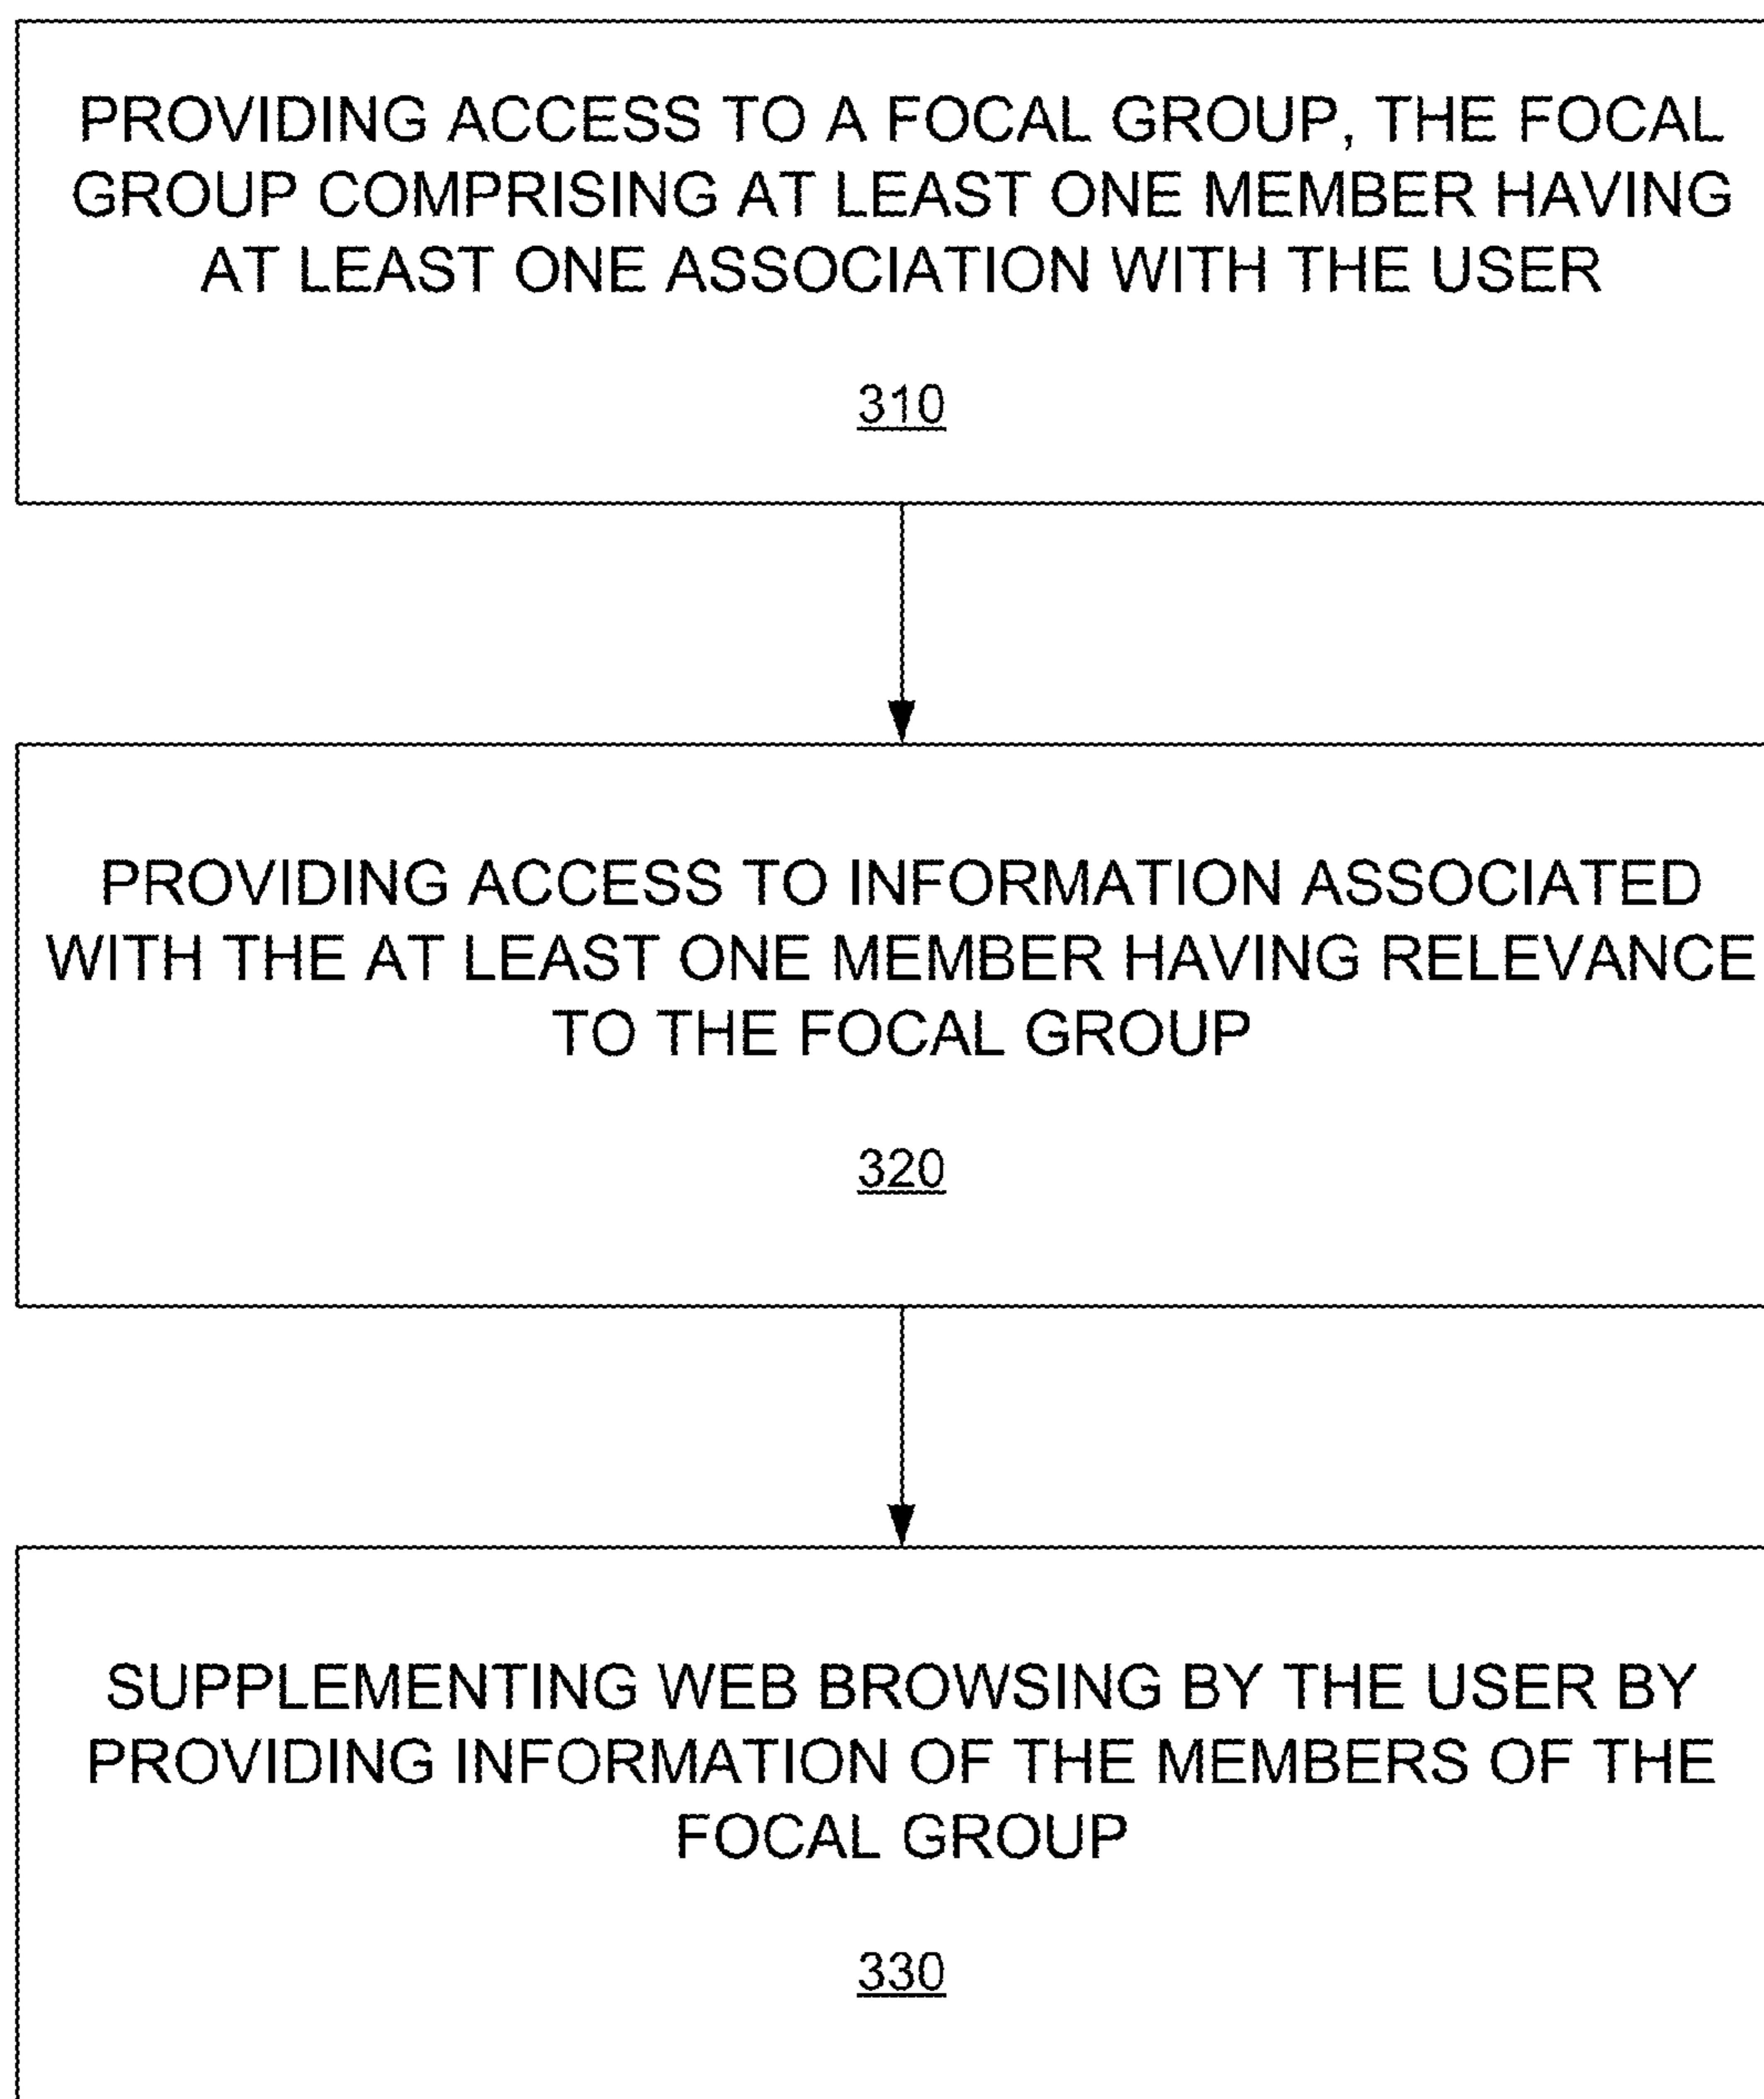 PROVIDING ACCESS TO A FOCAL GROUP, THE FOCAL
GROUP COMPRISING AT LEAST ONE MEMBER HAVING
AT LEAST ONE ASSOCIATION WITH THE USER
310
PROVIDING ACCESS TO INFORMATION ASSOCIATED
WITH THE AT LEAST ONE MEMBER HAVING RELEVANCE
TO THE FOCAL GROUP
320
SUPPLEMENTING WEB BROWSING BY THE USER BY
PROVIDING INFORMATION OF THE MEMBERS OF THE
FOCAL GROUP
330